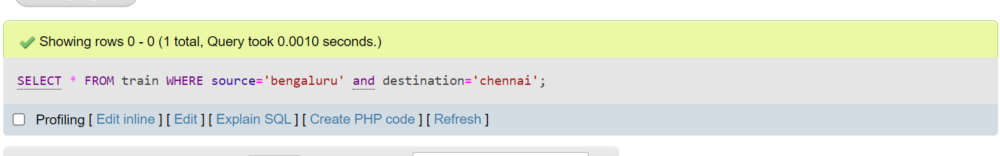 Showing rows 0 - 0 (1 total, Query took 0.0010 seconds.)
SELECT * FROM train WHERE source='bengaluru' and destination='chennai';
Profiling [ Edit inline ] [ Edit ] [ Explain SQL ] [ Create PHP code ] [ Refresh ]